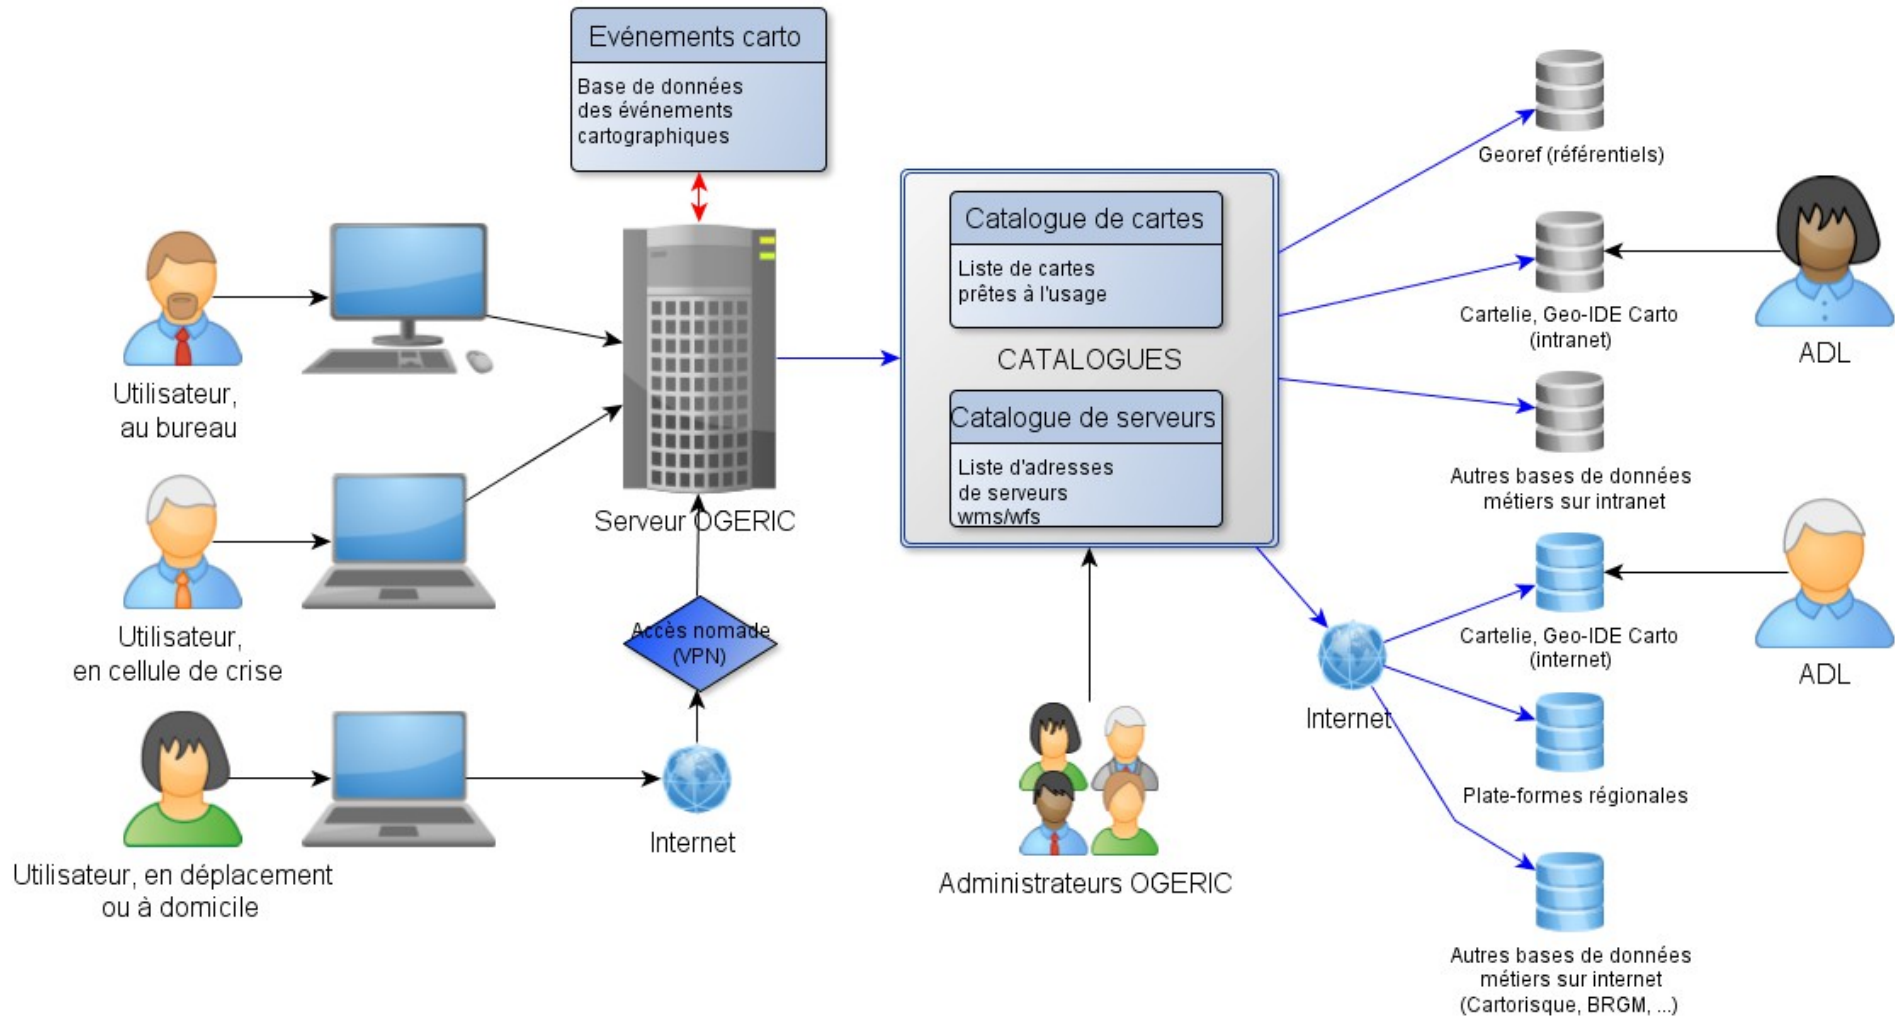 Evénements carto
Base de données
des événements
cartographiques
Utilisateur,
au bureau
Utilisateur,
en cellule de crise
Utilisateur, en déplacement
ou à domicile
Serveur OGERIC
Accès nomade
(VPN)
Internet
Catalogue de cartes
Liste de cartes
prêtes à l'usage
CATALOGUES
Catalogue de serveurs
Liste d'adresses
de serveurs
wms/wfs
Administrateurs OGERIC
Internet
Georef (référentiels)
Cartelie, Geo-IDE Carto
(intranet)
ADL
Autres bases de données
métiers sur intranet
Cartelie, Geo-IDE Carto
(internet)
ADL
Plate-formes régionales
Autres bases de données
métiers sur internet
(Cartorisque, BRGM, ...)